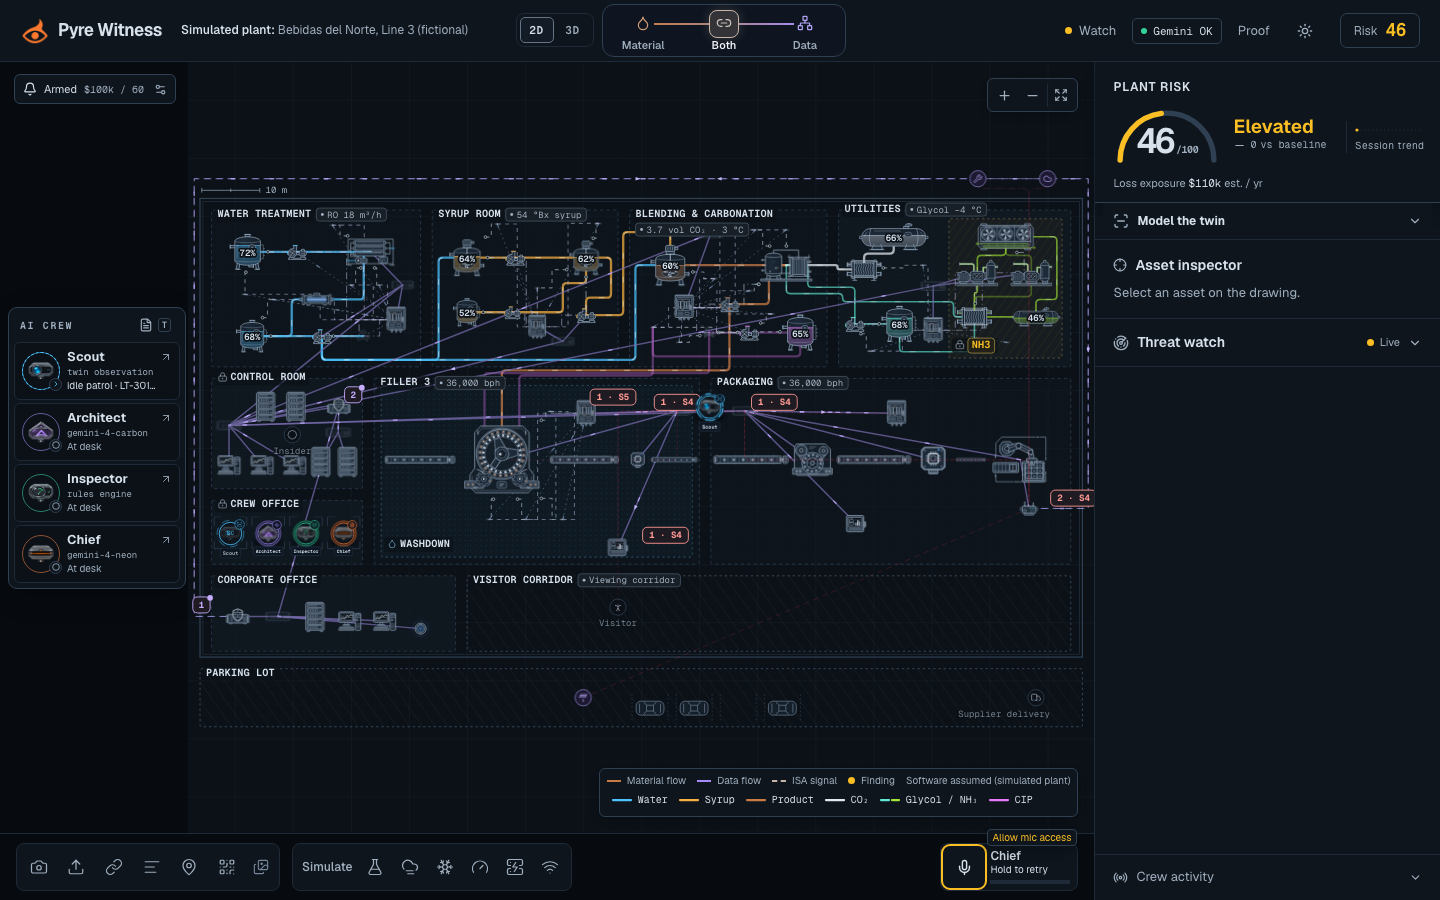 Pyre Witness
Simulated plant: Bebidas del Norte, Line 3 (fictional)
2D 3D
Material Both Data
Watch
Gemini OK
Proof
Risk 46
Armed $100k / 60
10 m
WATER TREATMENT • RO 18 m³/h
SYRUP ROOM • 54 °Bx syrup
BLENDING & CARBONATION
• 3.7 vol CO₂ · 3 °C
UTILITIES • Glycol -4 °C
72%
68%
64%
62%
52%
60%
65%
66%
68%
46%
NH3
CONTROL ROOM
2
Insider
FILLER 3 • 36,000 bph
PACKAGING • 36,000 bph
1 · S5
1 · S4
Scout
1 · S4
2 · S4
1 · S4
WASHDOWN
CREW OFFICE
Scout
Architect
Inspector
Chief
CORPORATE OFFICE
1
VISITOR CORRIDOR • Viewing corridor
Visitor
PARKING LOT
Supplier delivery
AI CREW T
Scout
twin observation
idle patrol · LT-301...
Architect
gemini-4-carbon
At desk
Inspector
rules engine
At desk
Chief
gemini-4-neon
At desk
Material flow Data flow ISA signal Finding Software assumed (simulated plant)
Water Syrup Product CO₂ Glycol / NH₃ CIP
Simulate
Allow mic access
Chief
Hold to retry
PLANT RISK
46 /100
Elevated
— 0 vs baseline
Session trend
Loss exposure $110k est. / yr
Model the twin
Asset inspector
Select an asset on the drawing.
Threat watch
Live
Crew activity